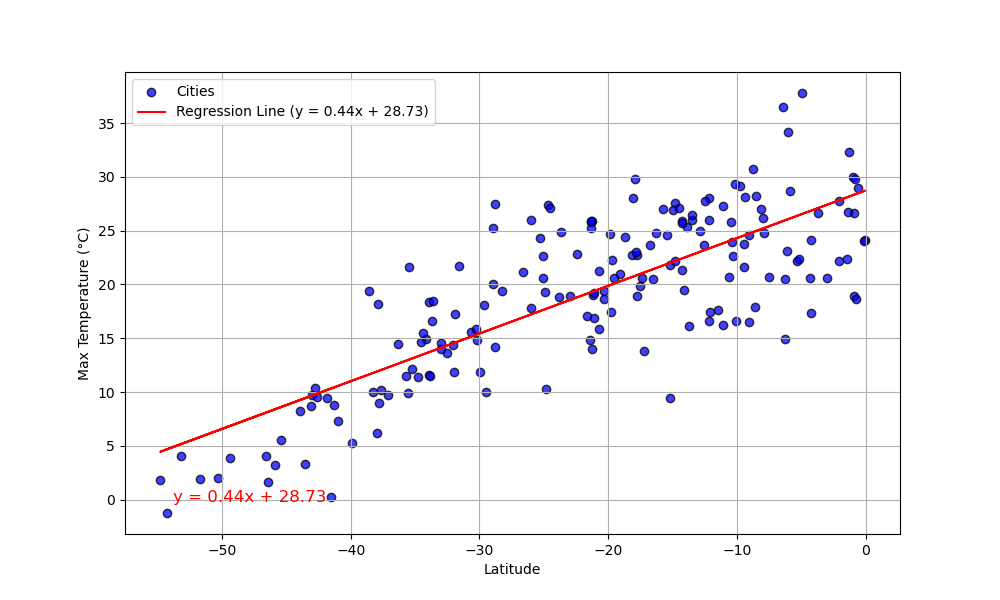 Cities
Regression Line (y = 0.44x + 28.73)
Max Temperature (°C)
35
30
25
20
15
10
5
0
y = 0.44x + 28.73
−50
−40
−30
−20
−10
0
Latitude